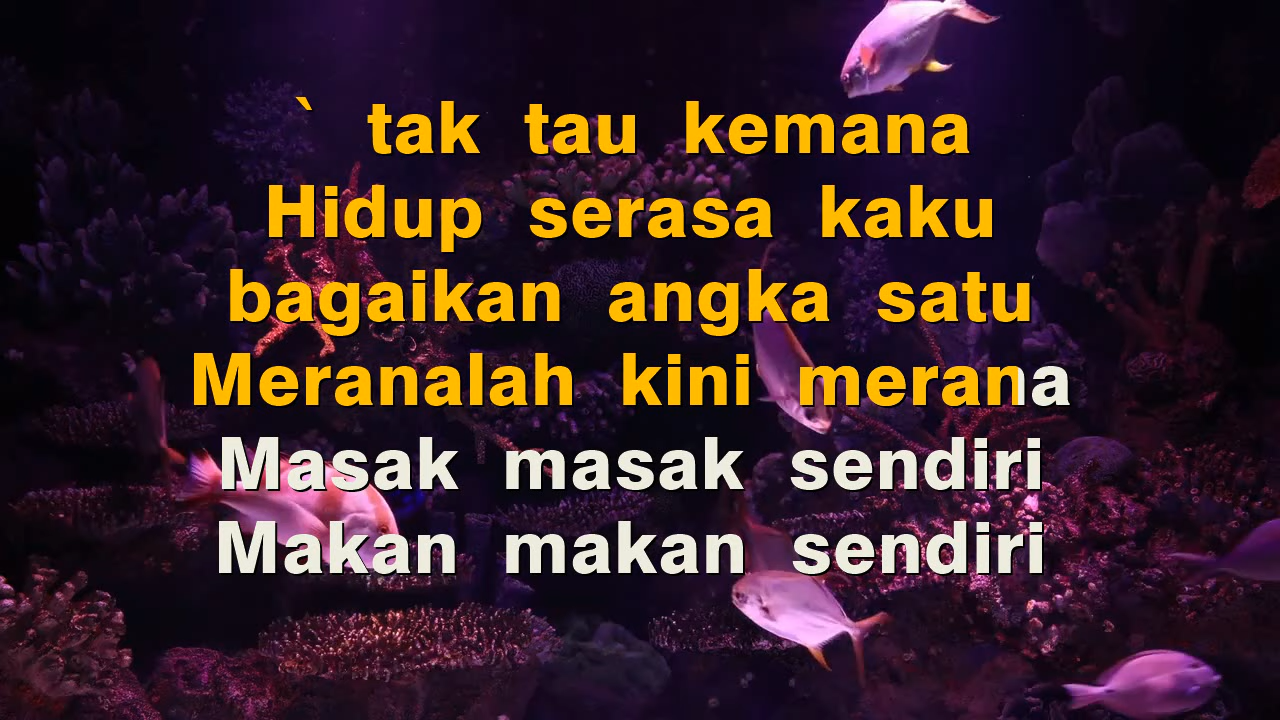 ` tak tau kemana
Hidup serasa kaku
bagaikan angka satu
Meranalah kini merana
Masak masak sendiri
Makan makan sendiri